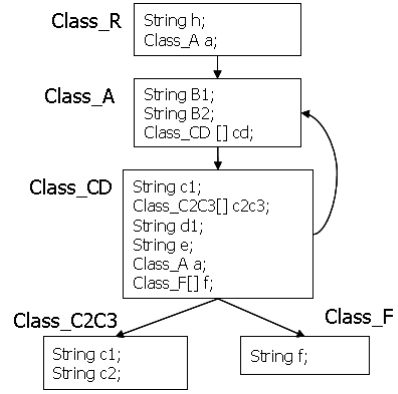 Class_R
String h;
Class_A a;
Class_A
String B1;
String B2;
Class_CD [] cd;
Class_CD
String c1;
Class_C2C3[] c2c3;
String d1;
String e;
Class_A a;
Class_F[] f;
Class_C2C3
String c1;
String c2;
Class_F
String f;